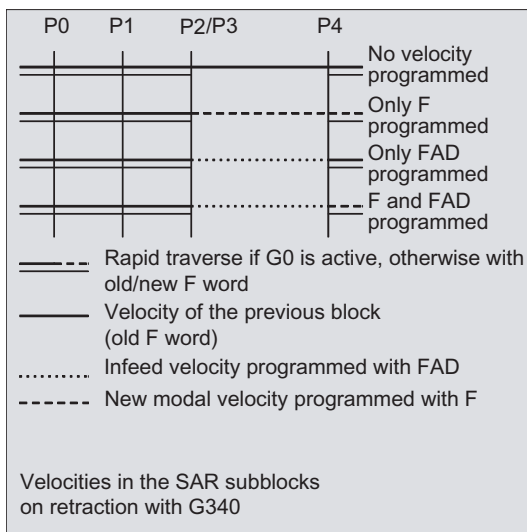 P0 P1 P2/P3 P4
No velocity
programmed
Only F
programmed
Only FAD
programmed
F and FAD
programmed
Rapid traverse if G0 is active, otherwise with
old/new F word
Velocity of the previous block
(old F word)
Infeed velocity programmed with FAD
New modal velocity programmed with F
Velocities in the SAR subblocks
on retraction with G340